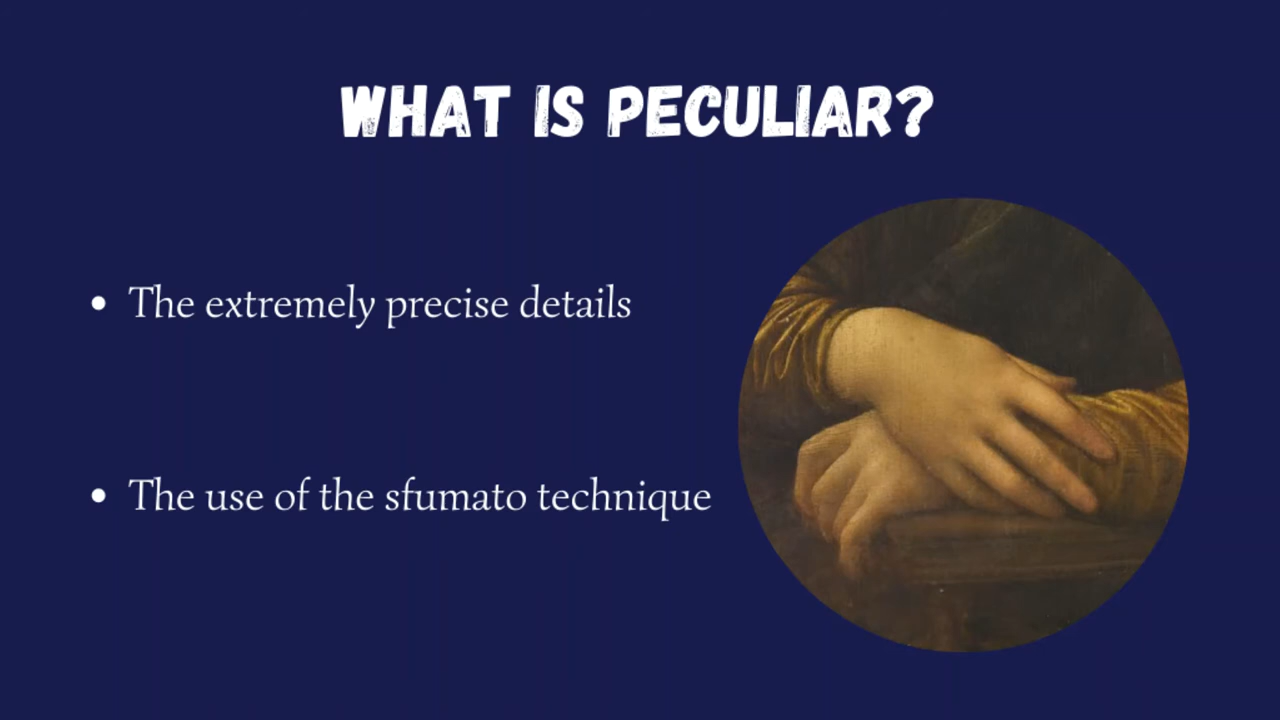 WHAT IS PECULIAR?
• The extremely precise details
• The use of the sfumato technique